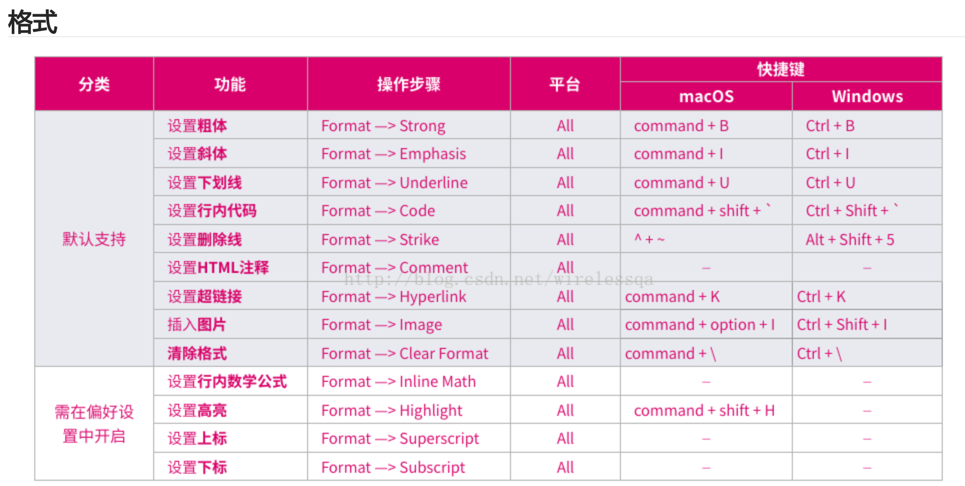 格式
分类 功能 操作步骤 平台 快捷键
macOS Windows
默认支持
设置粗体 Format —> Strong All command + B Ctrl + B
设置斜体 Format —> Emphasis All command + I Ctrl + I
设置下划线 Format —> Underline All command + U Ctrl + U
设置行内代码 Format —> Code All command + shift + ` Ctrl + Shift + `
设置删除线 Format —> Strike All ^ + ~ Alt + Shift + 5
设置HTML注释 Format —> Comment All – –
http://blog.csdn.net/wirelessqa
设置超链接 Format —> Hyperlink All command + K Ctrl + K
插入图片 Format —> Image All command + option + I Ctrl + Shift + I
清除格式 Format —> Clear Format All command + \ Ctrl + \
需在偏好设
置中开启
设置行内数学公式 Format —> Inline Math All – –
设置高亮 Format —> Highlight All command + shift + H –
设置上标 Format —> Superscript All – –
设置下标 Format —> Subscript All – –